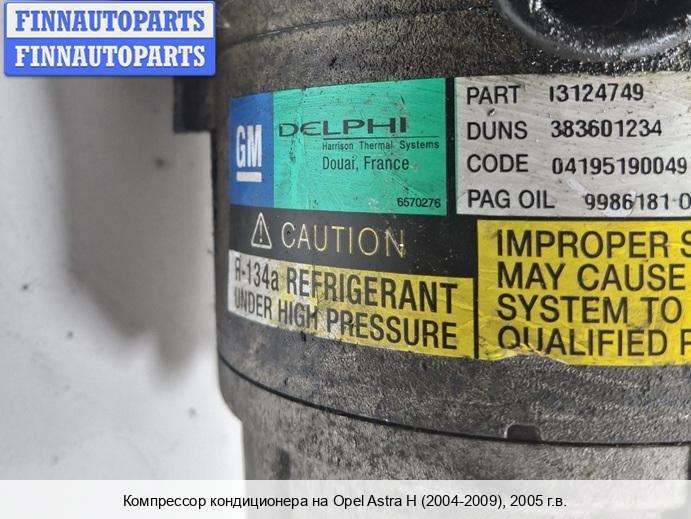 FINNAUTOPARTS
FINNAUTOPARTS
GM
DELPHI
Harrison Thermal Systems
Douai, France
6570276
PART 13124749
DUNS 383601234
CODE 04195190049
PAG OIL 9986181 0
CAUTION
R-134a REFRIGERANT
UNDER HIGH PRESSURE
IMPROPER S
MAY CAUSE
SYSTEM TO
QUALIFIED P
Компрессор кондиционера на Opel Astra H (2004-2009), 2005 г.в.